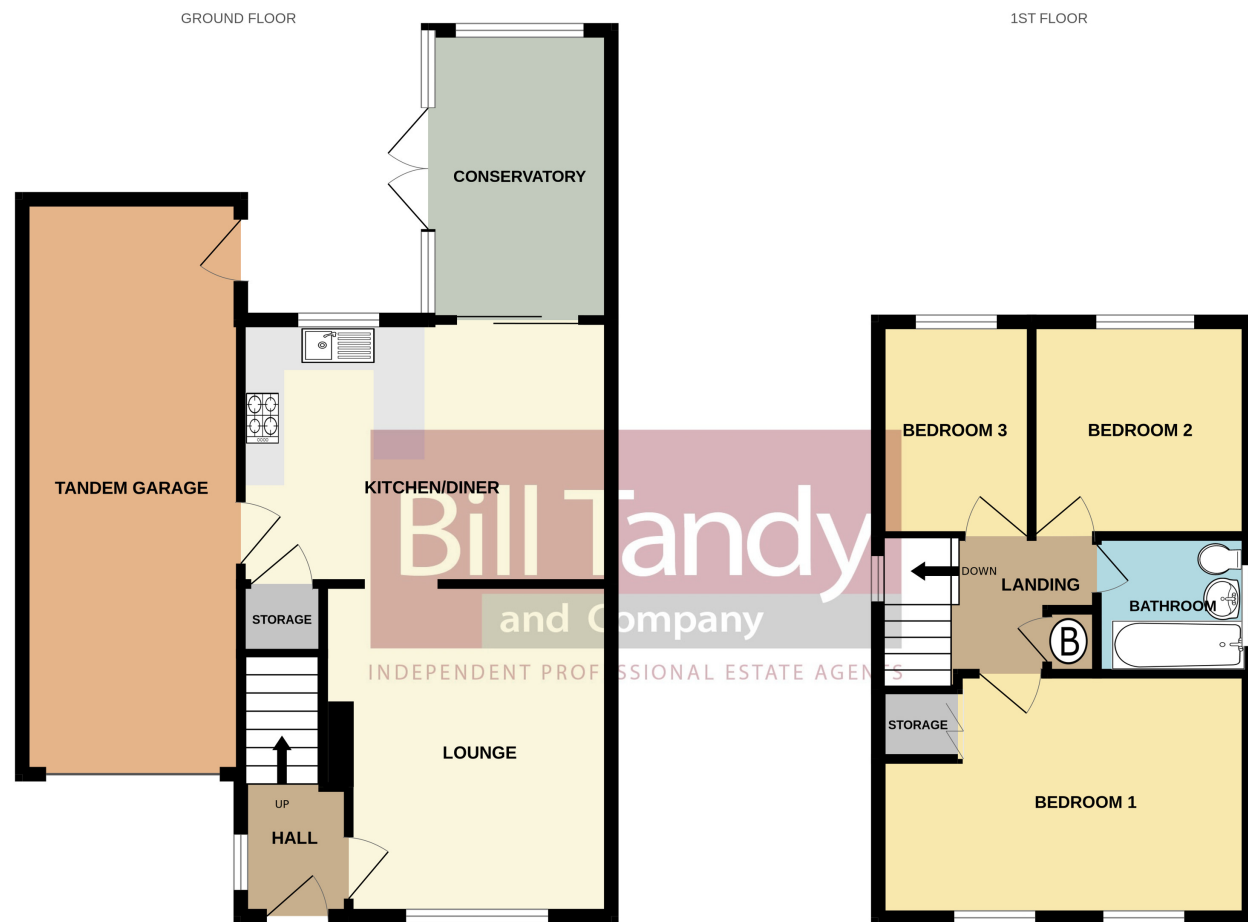 GROUND FLOOR
1ST FLOOR
CONSERVATORY
TANDEM GARAGE
KITCHEN/DINER
STORAGE
LOUNGE
UP
HALL
BEDROOM 3
BEDROOM 2
DOWN
LANDING
BATHROOM
B
STORAGE
BEDROOM 1
Bill Tandy
and Company
INDEPENDENT PROFESSIONAL ESTATE AGENTS